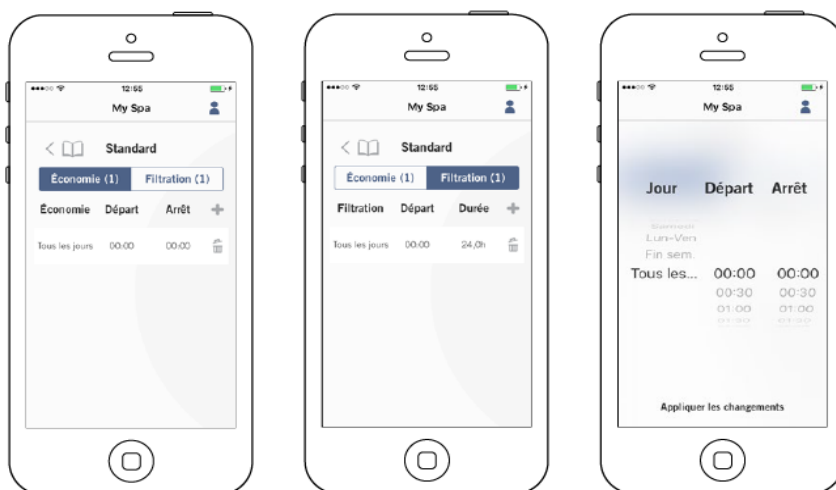 12:55
My Spa
Standard
Économie (1) Filtration (1)
Économie Départ Arrêt +
Tous les jours 00:00 00:00
12:55
My Spa
Standard
Économie (1) Filtration (1)
Filtration Départ Durée +
Tous les jours 00:00 24,0h
12:55
My Spa
Jour Départ Arrêt
Lun-Ven
Fin sem.
Tous les... 00:00 00:00
00:30 00:30
01:00 01:00
Appliquer les changements